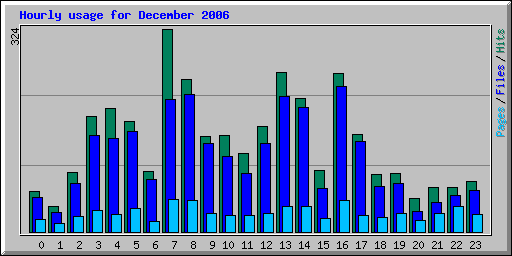 Hourly usage for December 2006
324
0 1 2 3 4 5 6 7 8 9 10 11 12 13 14 15 16 17 18 19 20 21 22 23
Pages / Files / Hits